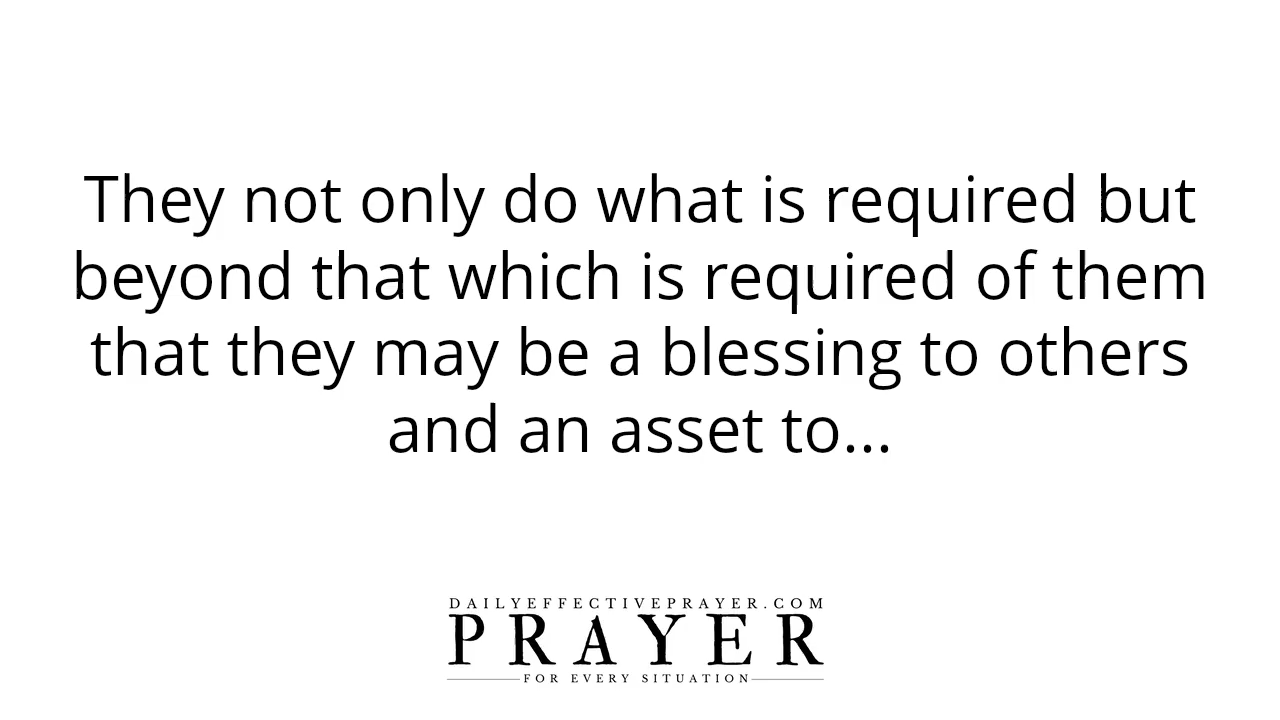 They not only do what is required but
beyond that which is required of them
that they may be a blessing to others
and an asset to...
DAILYEFFECTIVEPRAYER.COM
PRAYER
FOR EVERY SITUATION